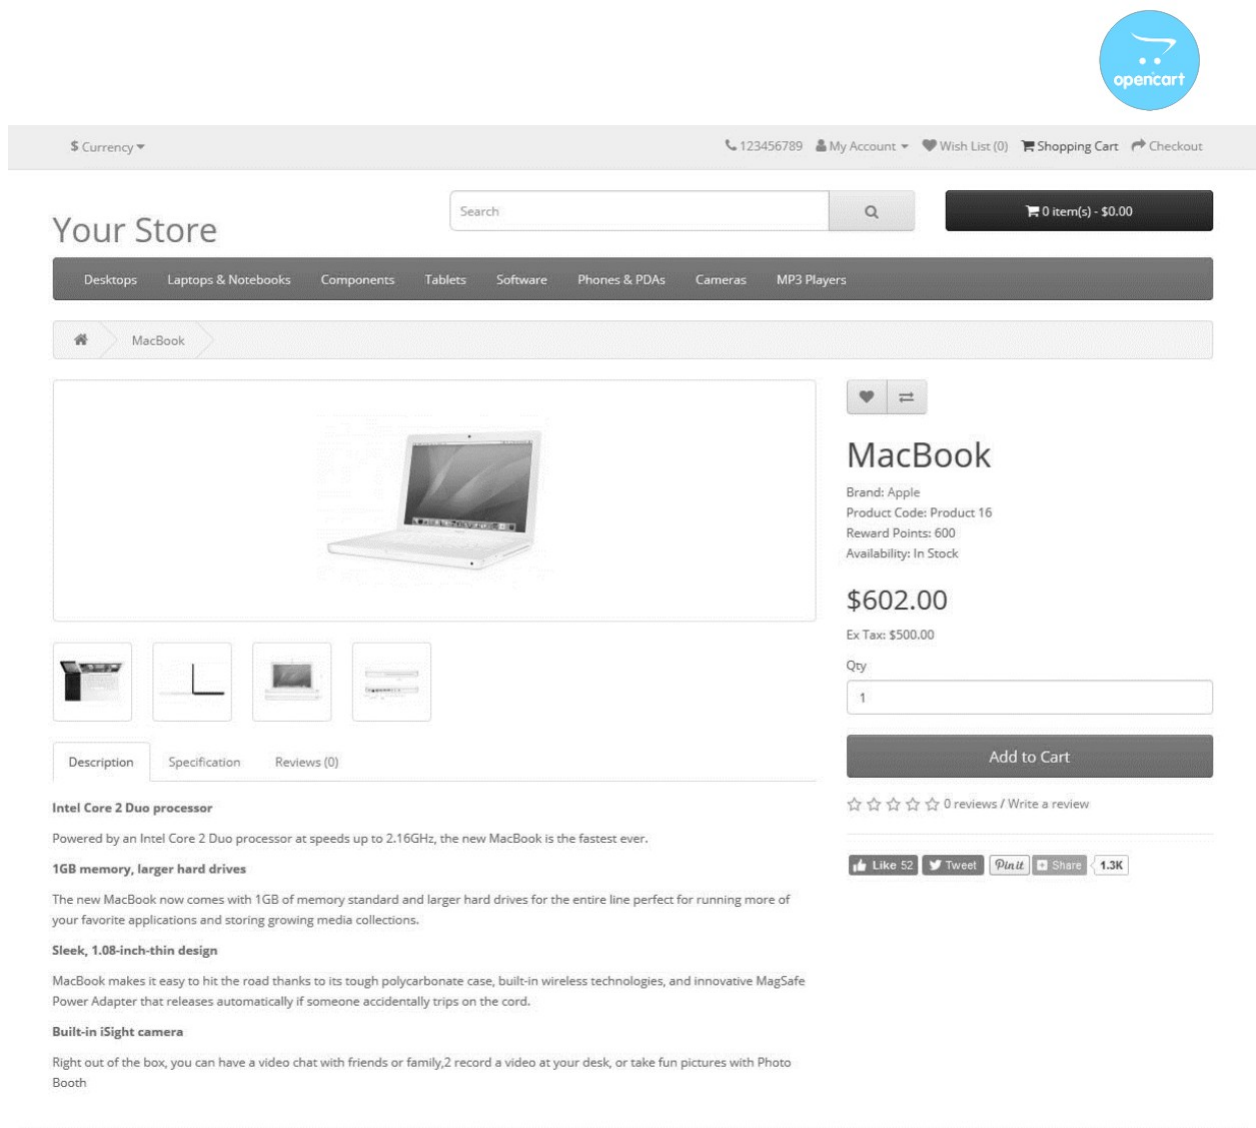 opencart
$ Currency
123456789 My Account Wish List (0) Shopping Cart Checkout
Your Store
Search
0 item(s) - $0.00
Desktops Laptops & Notebooks Components Tablets Software Phones & PDAs Cameras MP3 Players
MacBook
MacBook
Brand: Apple
Product Code: Product 16
Reward Points: 600
Availability: In Stock
$602.00
Ex Tax: $500.00
Qty
1
Add to Cart
0 reviews / Write a review
Like 52 Tweet Pinit Share 1.3K
Description Specification Reviews (0)
Intel Core 2 Duo processor
Powered by an Intel Core 2 Duo processor at speeds up to 2.16GHz, the new MacBook is the fastest ever.
1GB memory, larger hard drives
The new MacBook now comes with 1GB of memory standard and larger hard drives for the entire line perfect for running more of
your favorite applications and storing growing media collections.
Sleek, 1.08-inch-thin design
MacBook makes it easy to hit the road thanks to its tough polycarbonate case, built-in wireless technologies, and innovative MagSafe
Power Adapter that releases automatically if someone accidentally trips on the cord.
Built-in iSight camera
Right out of the box, you can have a video chat with friends or family,2 record a video at your desk, or take fun pictures with Photo
Booth